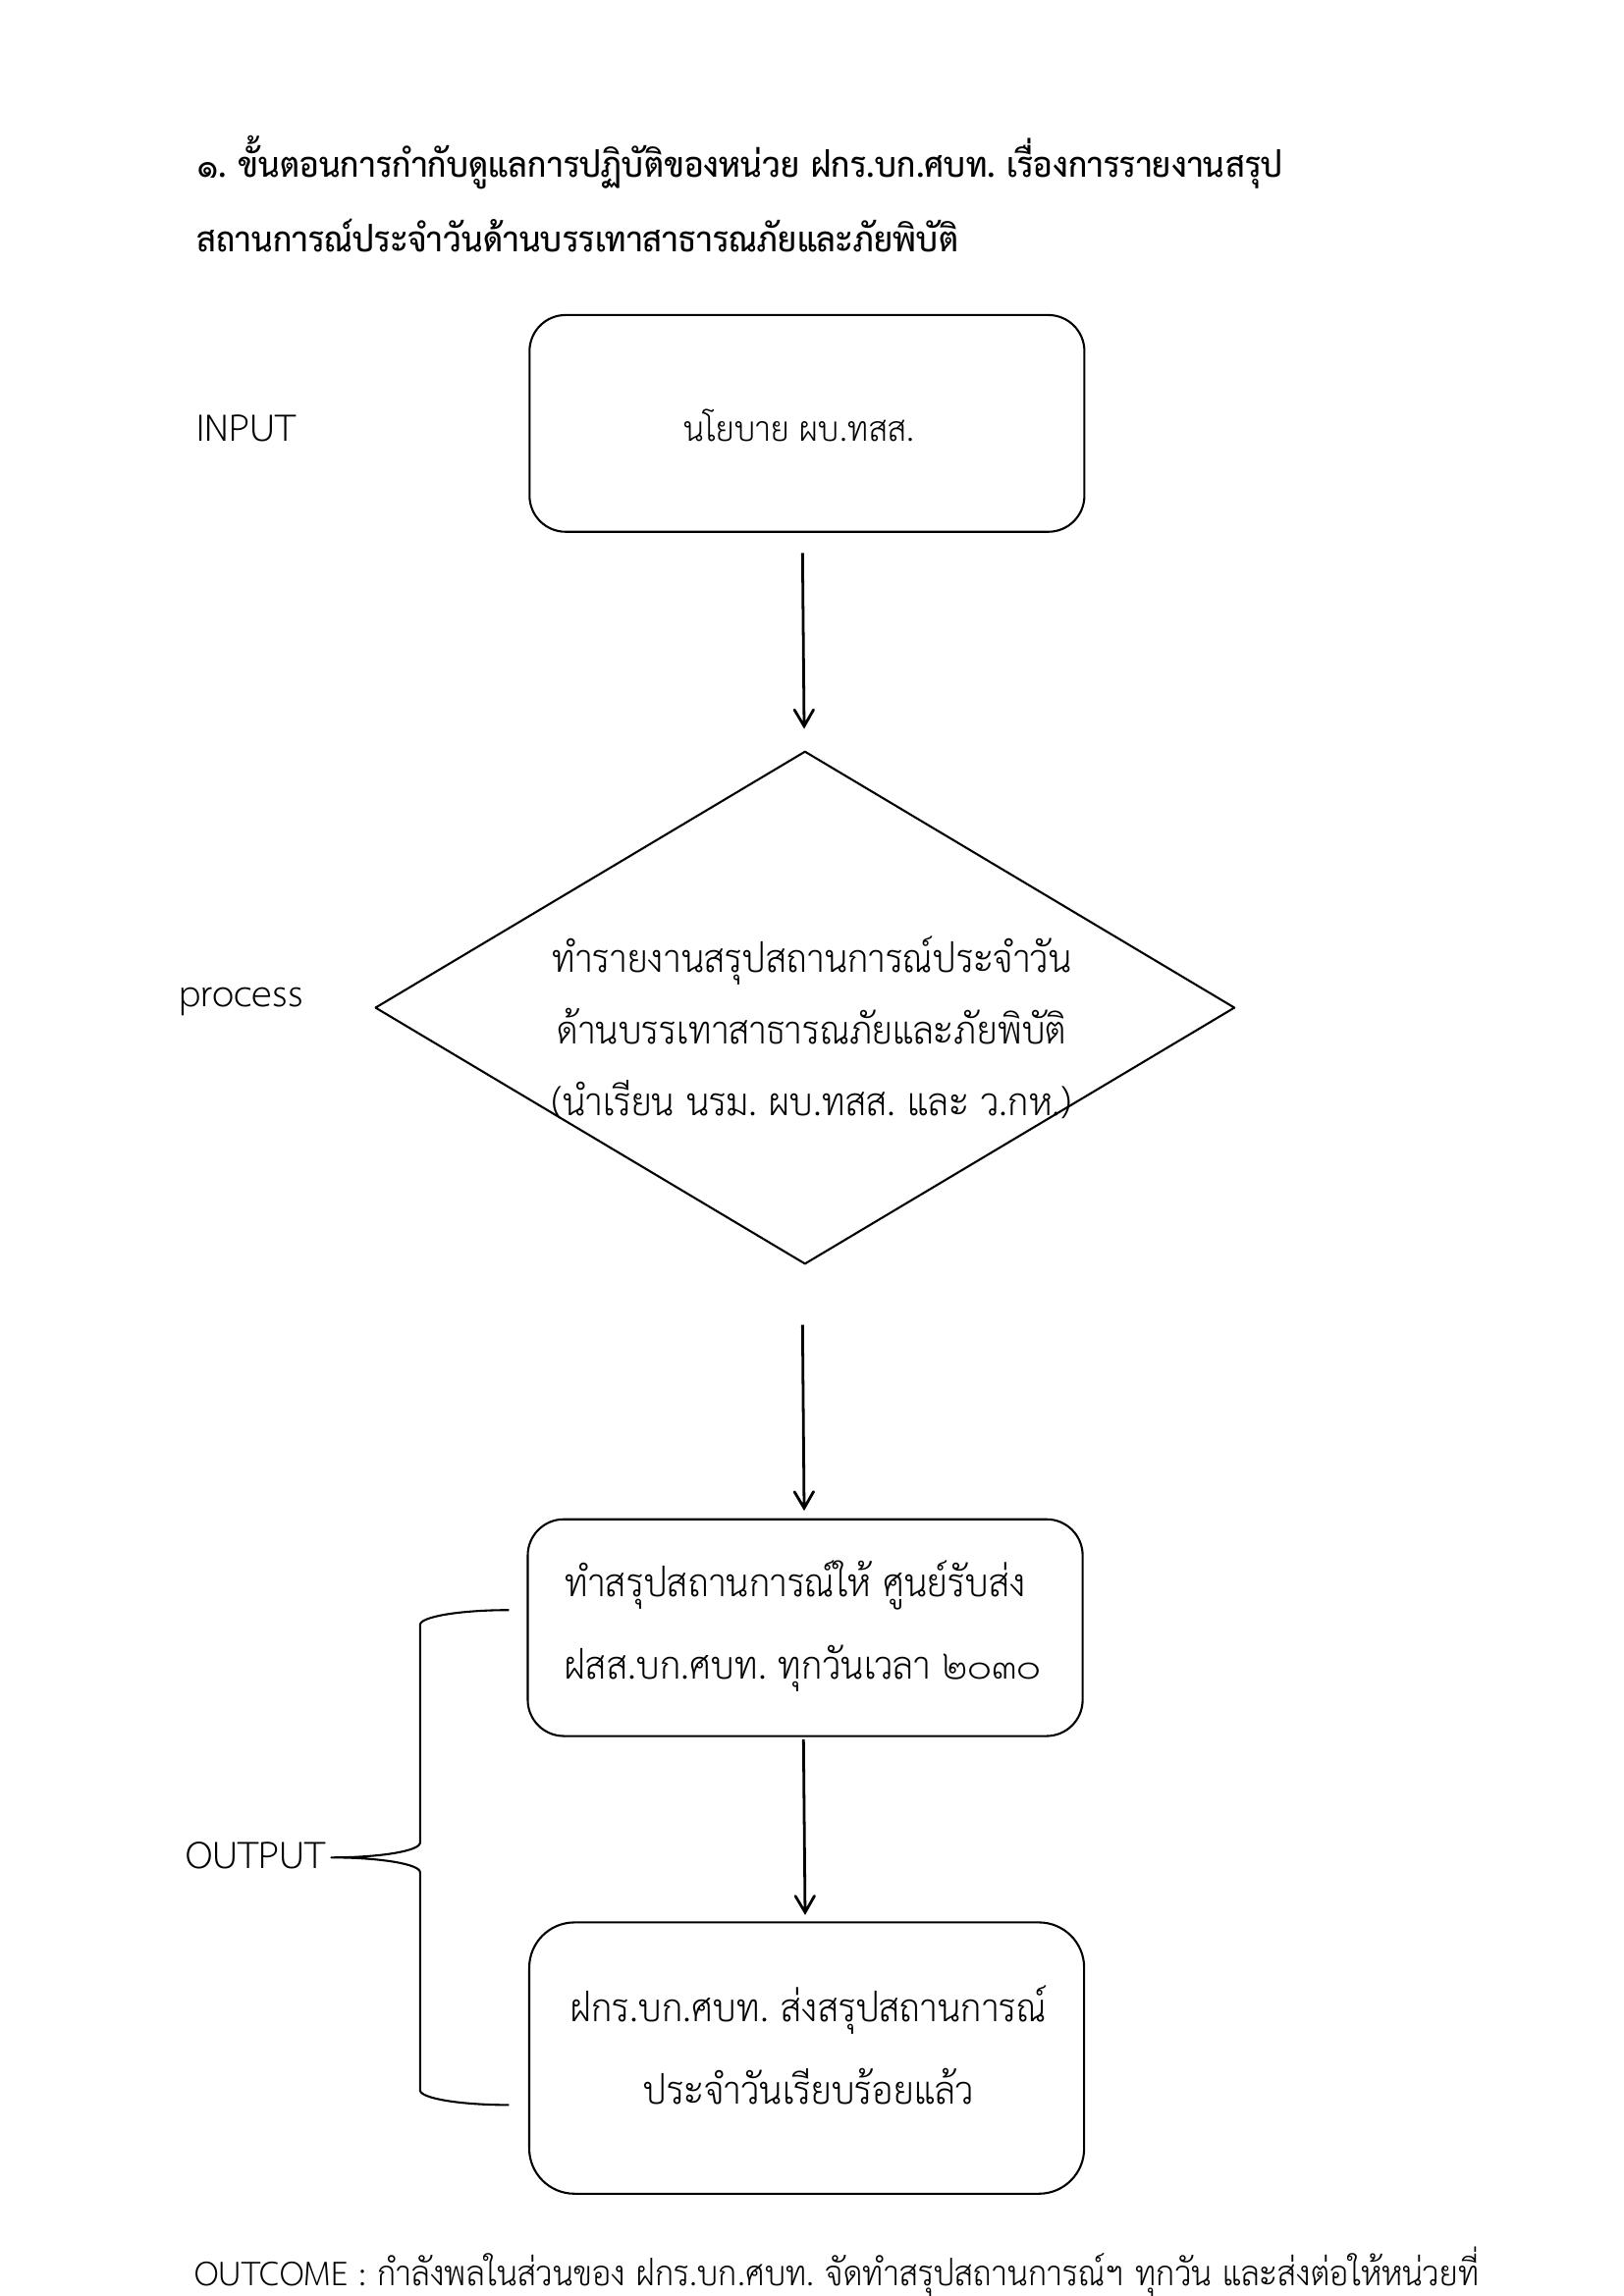 ๑. ขั้นตอนการกำกับดูแลการปฏิบัติของหน่วย ฝกร.บก.ศบท. เรื่องการรายงานสรุป
สถานการณ์ประจำวันด้านบรรเทาสาธารณภัยและภัยพิบัติ
INPUT
นโยบาย ผบ.ทสส.
process
ทำรายงานสรุปสถานการณ์ประจำวัน
ด้านบรรเทาสาธารณภัยและภัยพิบัติ
(นำเรียน นรม. ผบ.ทสส. และ ว.กห.)
ทำสรุปสถานการณ์ให้ ศูนย์รับส่ง
ฝสส.บก.ศบท. ทุกวันเวลา ๒๐๓๐
OUTPUT
ฝกร.บก.ศบท. ส่งสรุปสถานการณ์
ประจำวันเรียบร้อยแล้ว
OUTCOME : กำลังพลในส่วนของ ฝกร.บก.ศบท. จัดทำสรุปสถานการณ์ฯ ทุกวัน และส่งต่อให้หน่วยที่